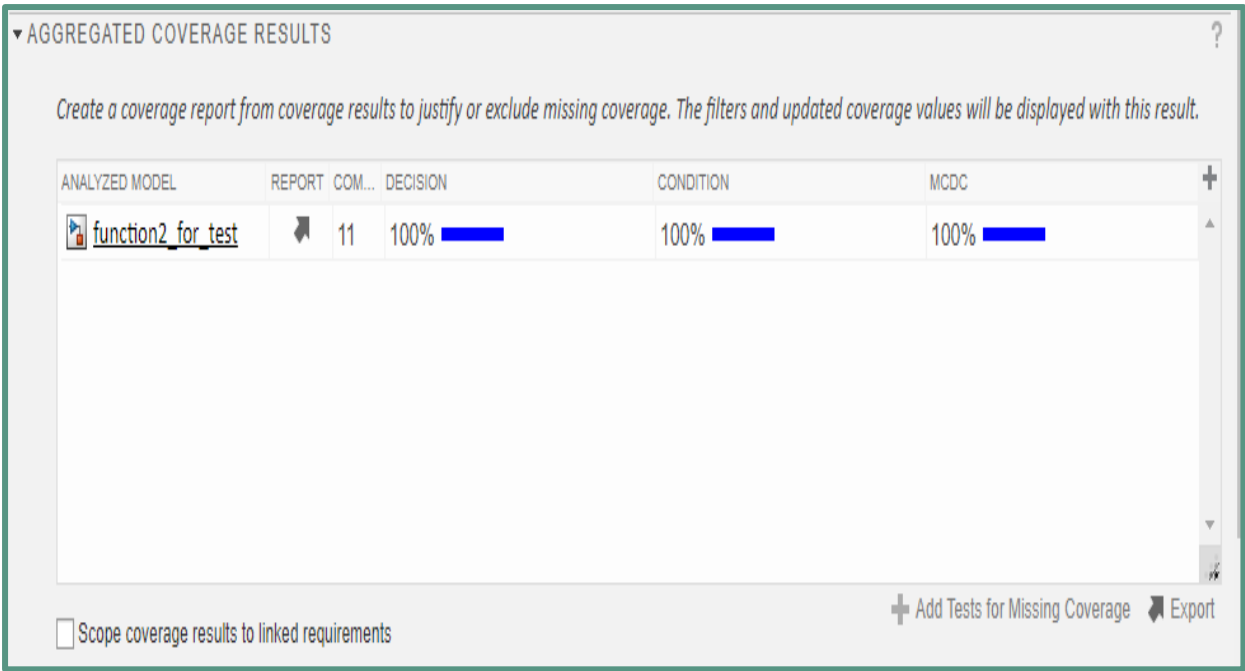 AGGREGATED COVERAGE RESULTS
?
Create a coverage report from coverage results to justify or exclude missing coverage. The filters and updated coverage values will be displayed with this result.
ANALYZED MODEL REPORT COM... DECISION CONDITION MCDC
function2_for_test 11 100% 100% 100%
Add Tests for Missing Coverage Export
Scope coverage results to linked requirements